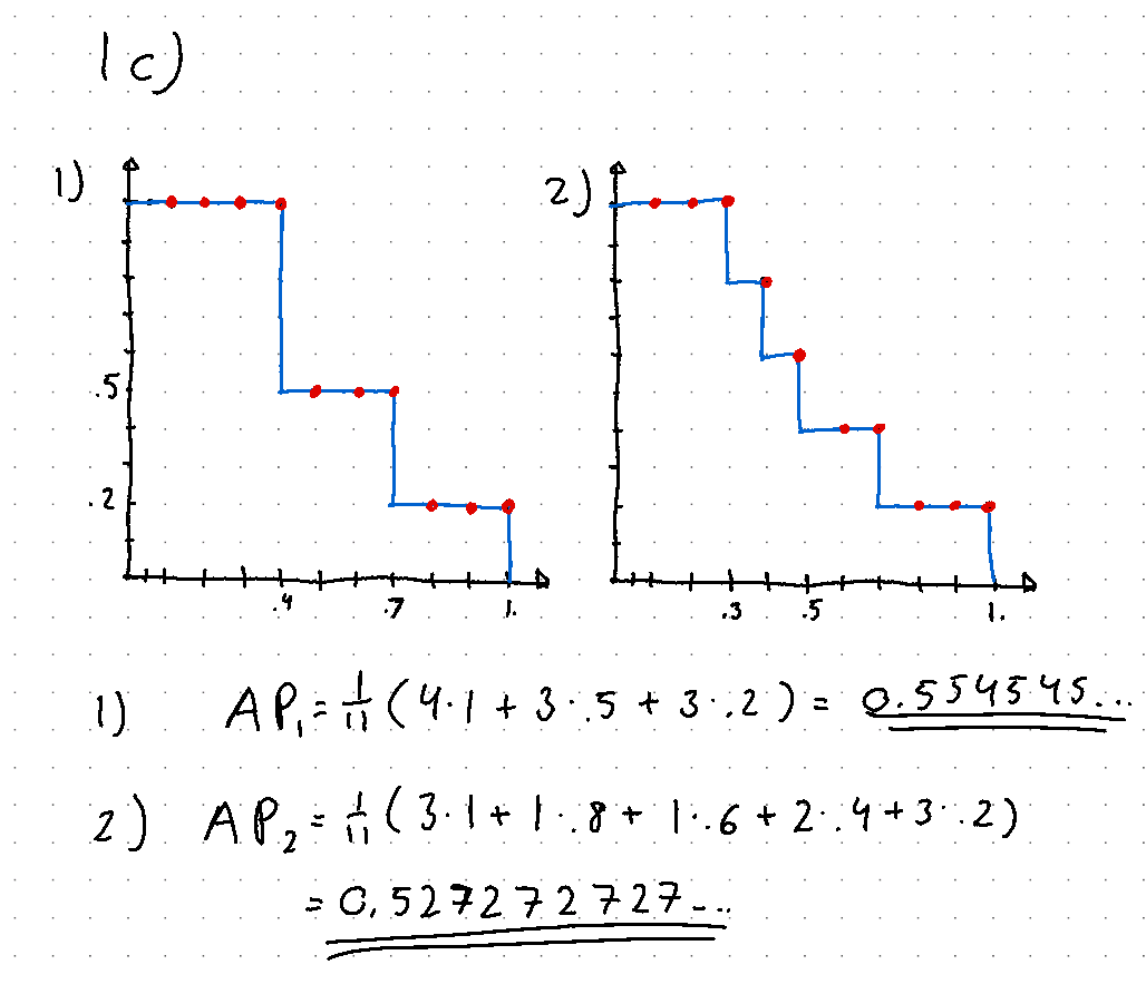 1c)
1)
2)
.5
.2
.4 .7 1.
.3 .5 1.
1) AP₁ = 1/11 (4·1 + 3·.5 + 3·.2) = 0.554545...
2) AP₂ = 1/11 (3·1 + 1·.8 + 1·.6 + 2·.4 + 3·.2)
= 0.527272727...